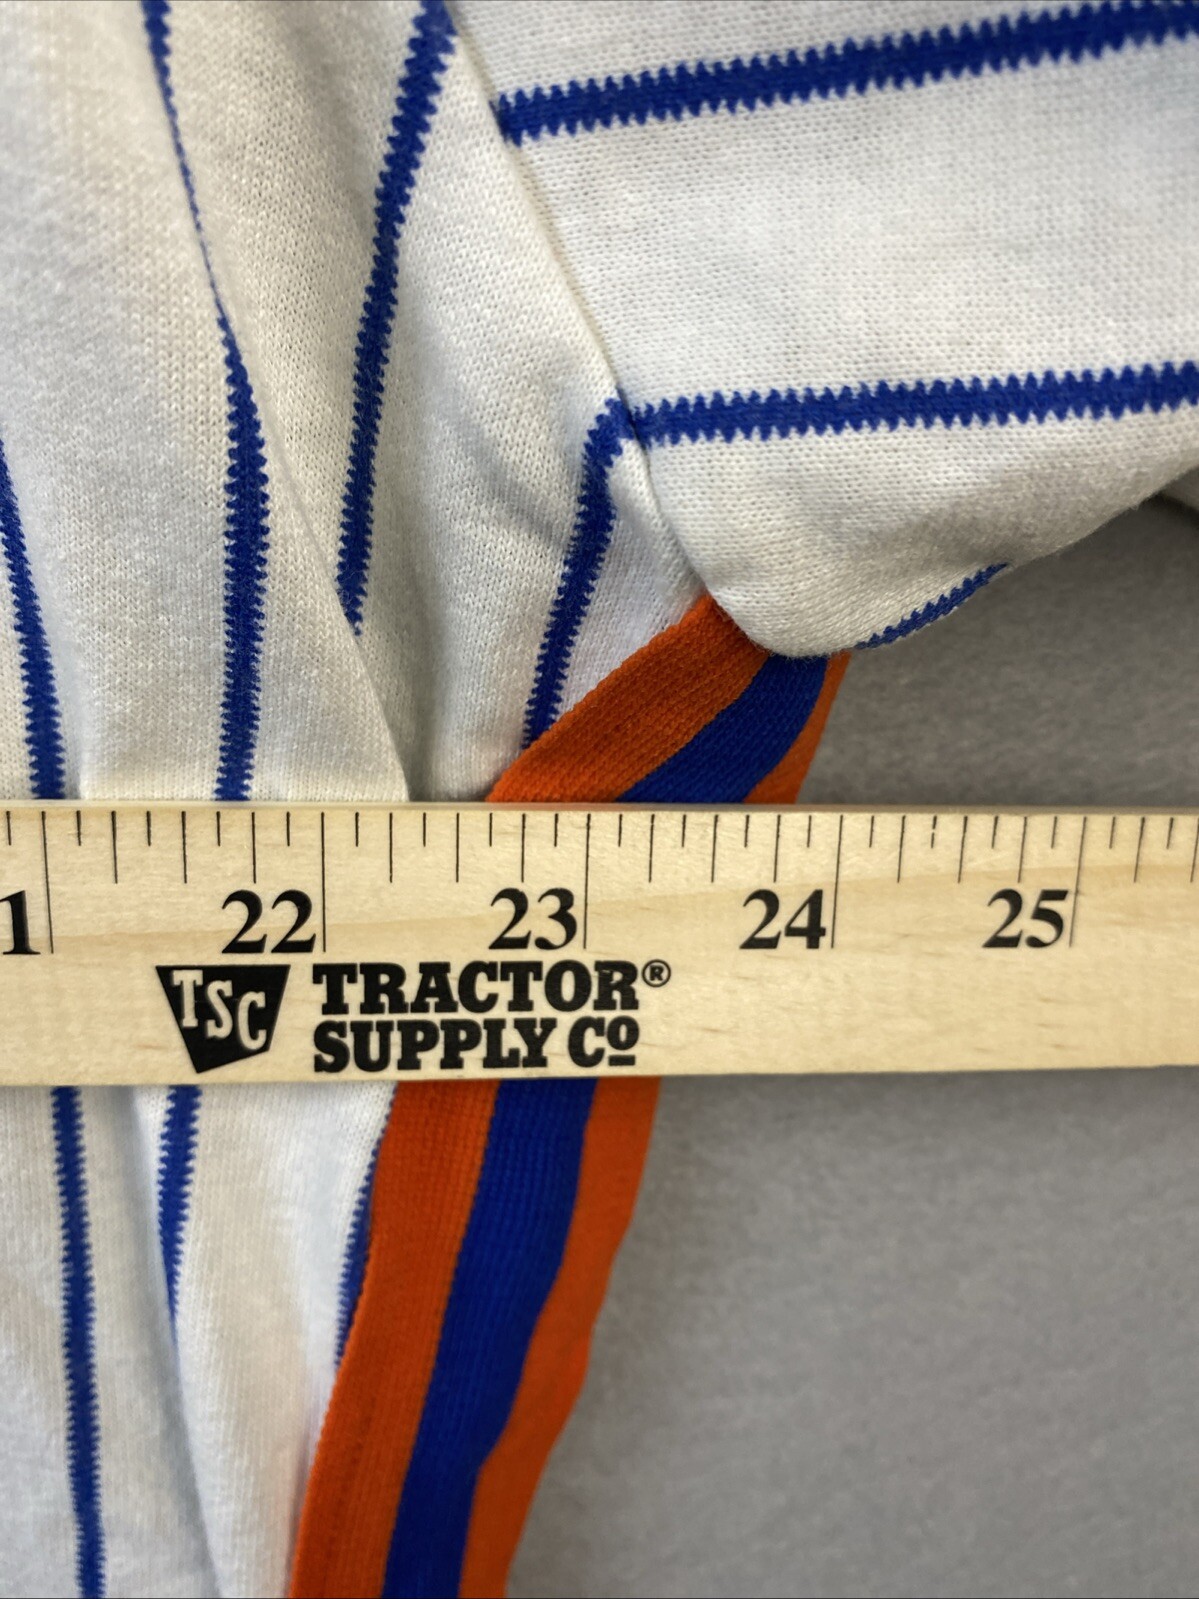 1 22 23 24 25
TSC TRACTOR®
SUPPLY Cº